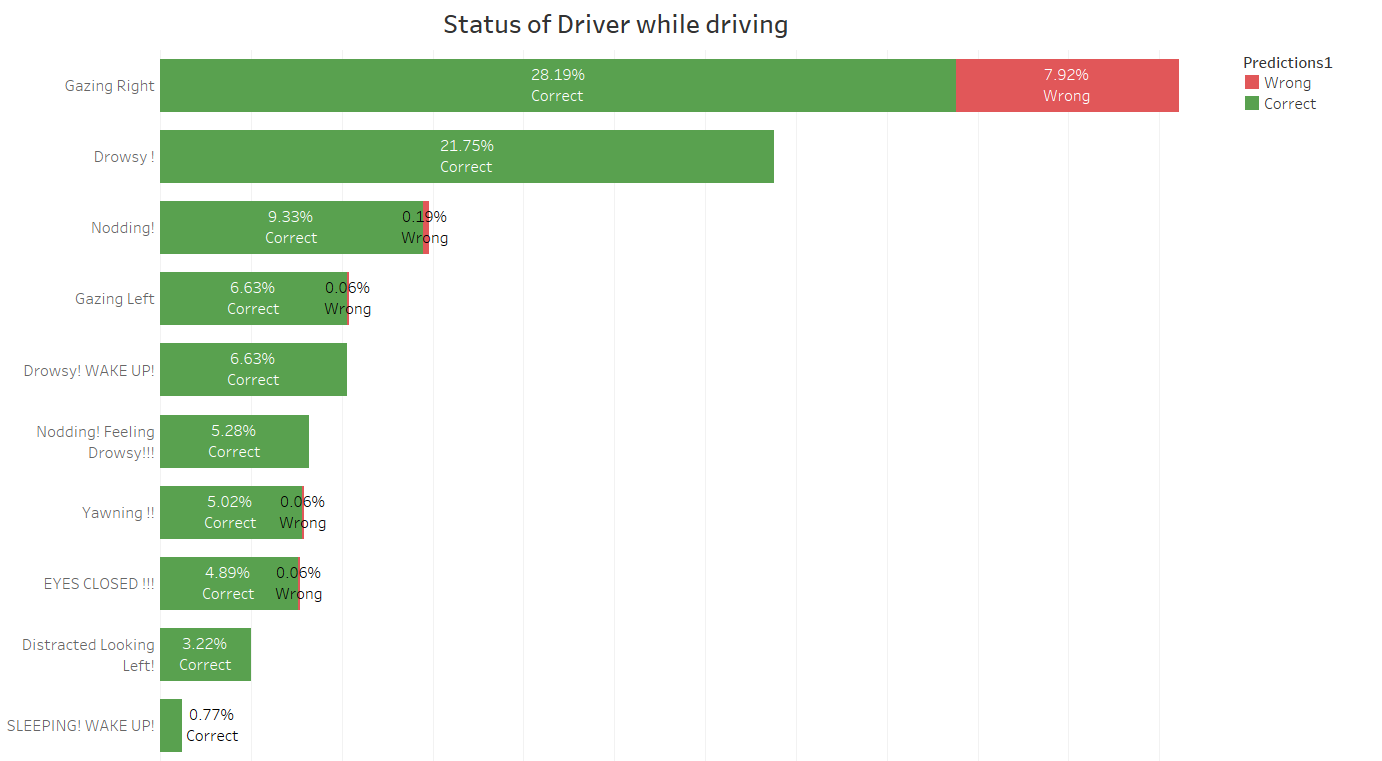 Status of Driver while driving
Predictions1
Wrong
Correct
Gazing Right
28.19%
Correct
7.92%
Wrong
Drowsy !
21.75%
Correct
Nodding!
9.33%
Correct
0.19%
Wrong
Gazing Left
6.63%
Correct
0.06%
Wrong
Drowsy! WAKE UP!
6.63%
Correct
Nodding! Feeling
Drowsy!!!
5.28%
Correct
Yawning !!
5.02%
Correct
0.06%
Wrong
EYES CLOSED !!!
4.89%
Correct
0.06%
Wrong
Distracted Looking
Left!
3.22%
Correct
SLEEPING! WAKE UP!
0.77%
Correct